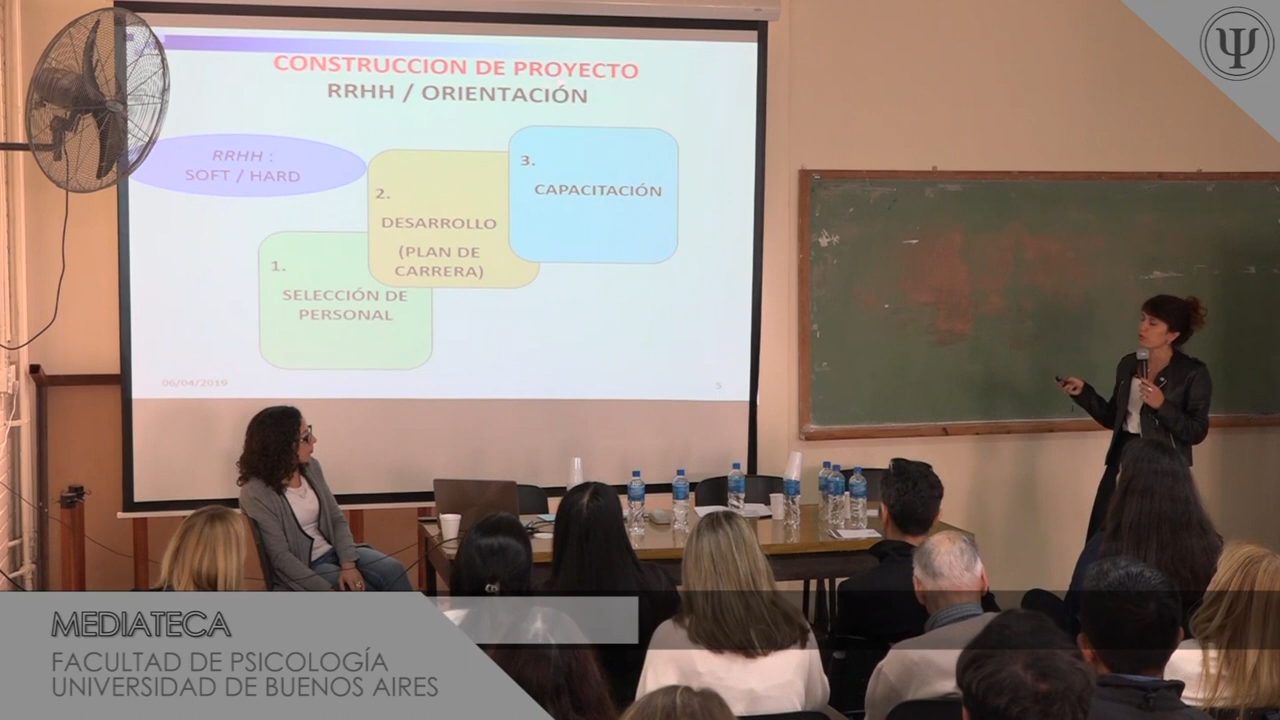 CONSTRUCCION DE PROYECTO
RRHH / ORIENTACIÓN
RRHH :
SOFT / HARD
1.
SELECCIÓN DE
PERSONAL
2.
DESARROLLO
(PLAN DE
CARRERA)
3.
CAPACITACIÓN
06/04/2019
5
Ψ
MEDIATECA
FACULTAD DE PSICOLOGÍA
UNIVERSIDAD DE BUENOS AIRES